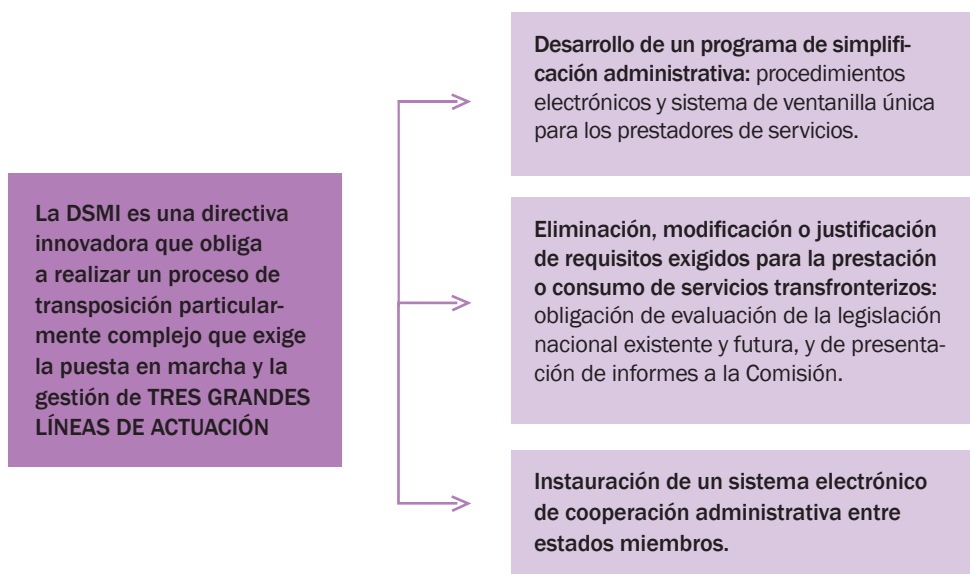 La DSMI es una directiva
innovadora que obliga
a realizar un proceso de
transposición particular-
mente complejo que exige
la puesta en marcha y la
gestión de TRES GRANDES
LÍNEAS DE ACTUACIÓN
Desarrollo de un programa de simplifi-
cación administrativa: procedimientos
electrónicos y sistema de ventanilla única
para los prestadores de servicios.
Eliminación, modificación o justificación
de requisitos exigidos para la prestación
o consumo de servicios transfronterizos:
obligación de evaluación de la legislación
nacional existente y futura, y de presenta-
ción de informes a la Comisión.
Instauración de un sistema electrónico
de cooperación administrativa entre
estados miembros.